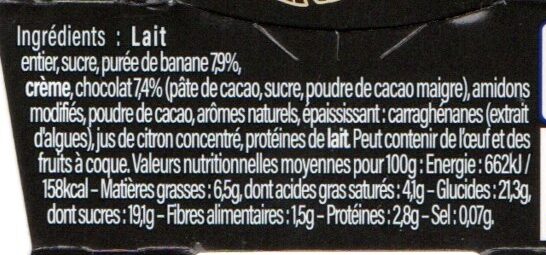 Ingrédients : Lait
entier, sucre, purée de banane 7,9%,
crème, chocolat 7,4% (pâte de cacao, sucre, poudre de cacao maigre), amidons
modifiés, poudre de cacao, arômes naturels, épaississant : carraghénanes (extrait
d'algues), jus de citron concentré, protéines de lait. Peut contenir de l'œuf et des
fruits à coque. Valeurs nutritionnelles moyennes pour 100g : Energie : 662kJ /
158kcal – Matières grasses : 6,5g, dont acides gras saturés : 4,1g – Glucides : 21,3g,
dont sucres : 19,1g – Fibres alimentaires : 1,5g – Protéines : 2,8g – Sel : 0,07g.